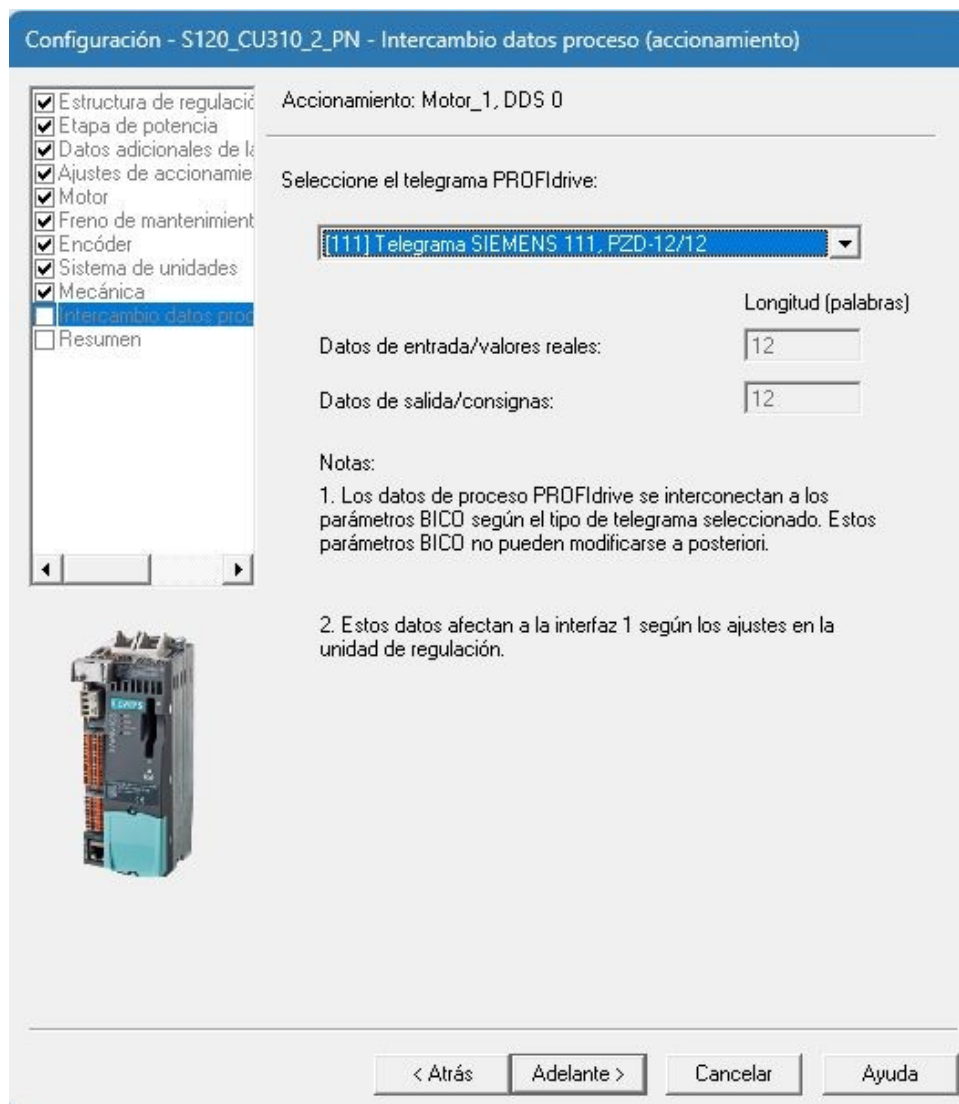 Configuración - S120_CU310_2_PN - Intercambio datos proceso (accionamiento)
Estructura de regulació
Etapa de potencia
Datos adicionales de la
Ajustes de accionamie
Motor
Freno de mantenimient
Encóder
Sistema de unidades
Mecánica
Intercambio datos proc
Resumen
Accionamiento: Motor_1, DDS 0
Seleccione el telegrama PROFIdrive:
[111] Telegrama SIEMENS 111, PZD-12/12
Longitud (palabras)
Datos de entrada/valores reales: 12
Datos de salida/consignas: 12
Notas:
1. Los datos de proceso PROFIdrive se interconectan a los
parámetros BICO según el tipo de telegrama seleccionado. Estos
parámetros BICO no pueden modificarse a posteriori.
2. Estos datos afectan a la interfaz 1 según los ajustes en la
unidad de regulación.
SIEMENS
< Atrás Adelante > Cancelar Ayuda